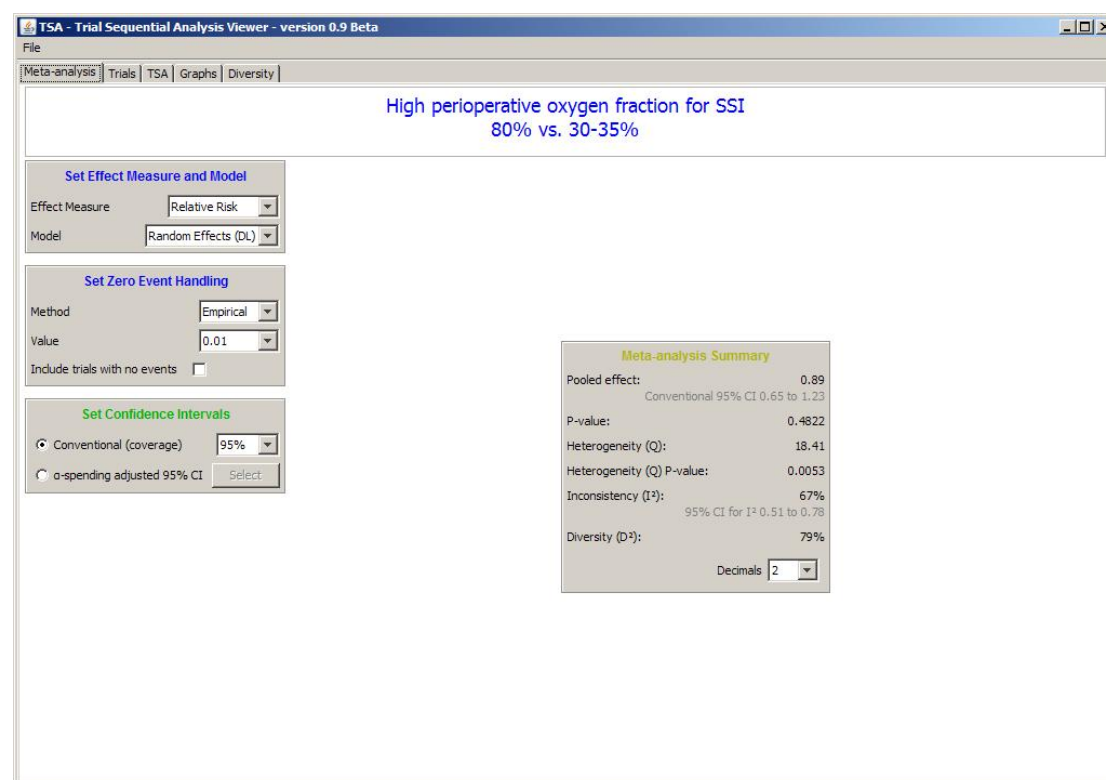 TSA - Trial Sequential Analysis Viewer - version 0.9 Beta
File
Meta-analysis Trials TSA Graphs Diversity
High perioperative oxygen fraction for SSI
80% vs. 30-35%
Set Effect Measure and Model
Effect Measure Relative Risk
Model Random Effects (DL)
Set Zero Event Handling
Method Empirical
Value 0.01
Include trials with no events
Set Confidence Intervals
Conventional (coverage) 95%
α-spending adjusted 95% CI Select
Meta-analysis Summary
Pooled effect: 0.89
Conventional 95% CI 0.65 to 1.23
P-value: 0.4822
Heterogeneity (Q): 18.41
Heterogeneity (Q) P-value: 0.0053
Inconsistency (I²): 67%
95% CI for I² 0.51 to 0.78
Diversity (D²): 79%
Decimals 2